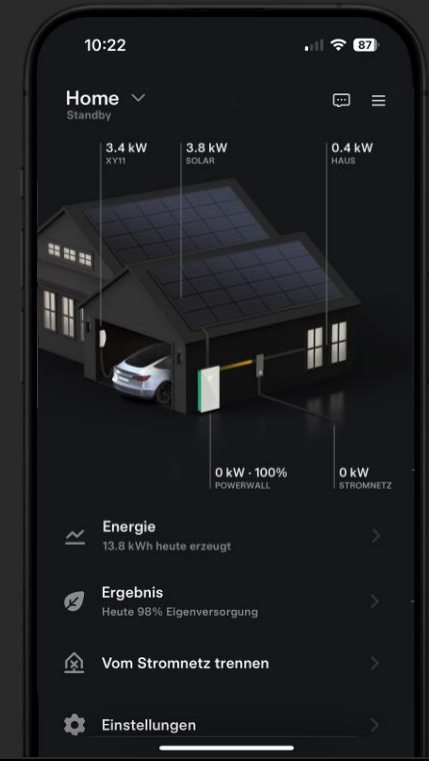 10:22
87
Home
Standby
3.4 kW
XY11
3.8 kW
SOLAR
0.4 kW
HAUS
0 kW · 100%
POWERWALL
0 kW
STROMNETZ
Energie
13.8 kWh heute erzeugt
Ergebnis
Heute 98% Eigenversorgung
Vom Stromnetz trennen
Einstellungen